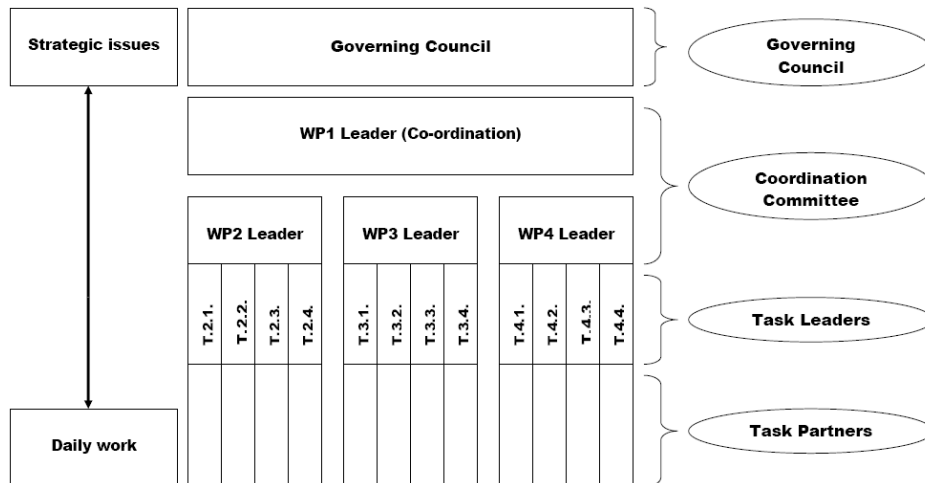 Strategic issues
Governing Council
Governing
Council
WP1 Leader (Co-ordination)
Coordination
Committee
WP2 Leader
WP3 Leader
WP4 Leader
T.2.1.
T.2.2.
T.2.3.
T.2.4.
T.3.1.
T.3.2.
T.3.3.
T.3.4.
T.4.1.
T.4.2.
T.4.3.
T.4.4.
Task Leaders
Daily work
Task Partners